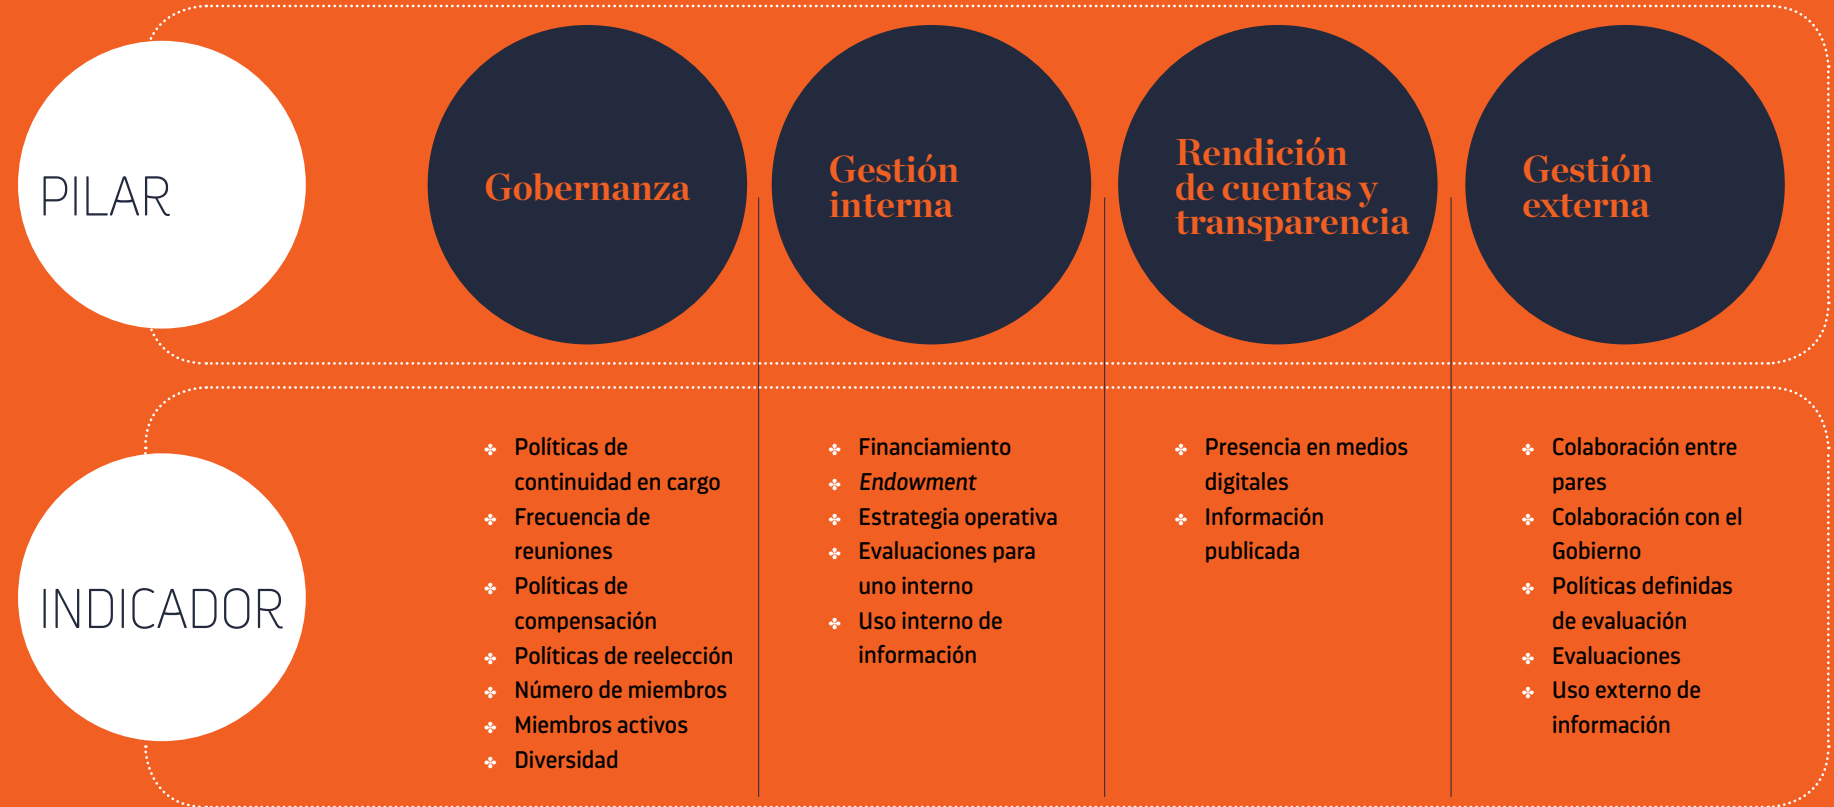 PILAR
Gobernanza
Gestión
interna
Rendición
de cuentas y
transparencia
Gestión
externa
INDICADOR
Políticas de
continuidad en cargo
Frecuencia de
reuniones
Políticas de
compensación
Políticas de reelección
Número de miembros
Miembros activos
Diversidad
Financiamiento
Endowment
Estrategia operativa
Evaluaciones para
uno interno
Uso interno de
información
Presencia en medios
digitales
Información
publicada
Colaboración entre
pares
Colaboración con el
Gobierno
Políticas definidas
de evaluación
Evaluaciones
Uso externo de
información